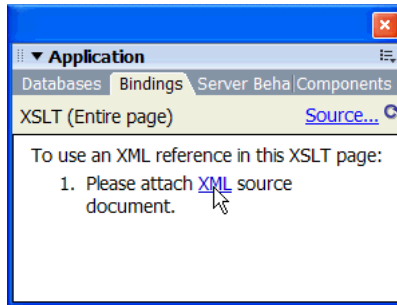 ▼ Application
Databases Bindings Server Beha Components
XSLT (Entire page) Source...
To use an XML reference in this XSLT page:
1. Please attach XML source
document.